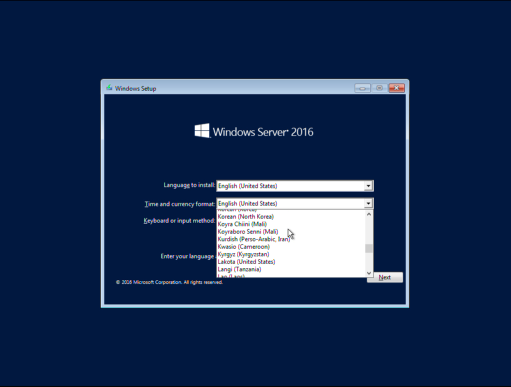 Windows Setup
Windows Server 2016
Language to install: English (United States)
Time and currency format: English (United States)
Korean (North Korea)
Koyra Chiini (Mali)
Keyboard or input method:
Koyraboro Senni (Mali)
Kurdish (Perso-Arabic, Iran)
Kwasio (Cameroon)
Kyrgyz (Kyrgyzstan)
Enter your language
Lakota (United States)
Langi (Tanzania)
Lao (Laos)
Next
© 2016 Microsoft Corporation. All rights reserved.